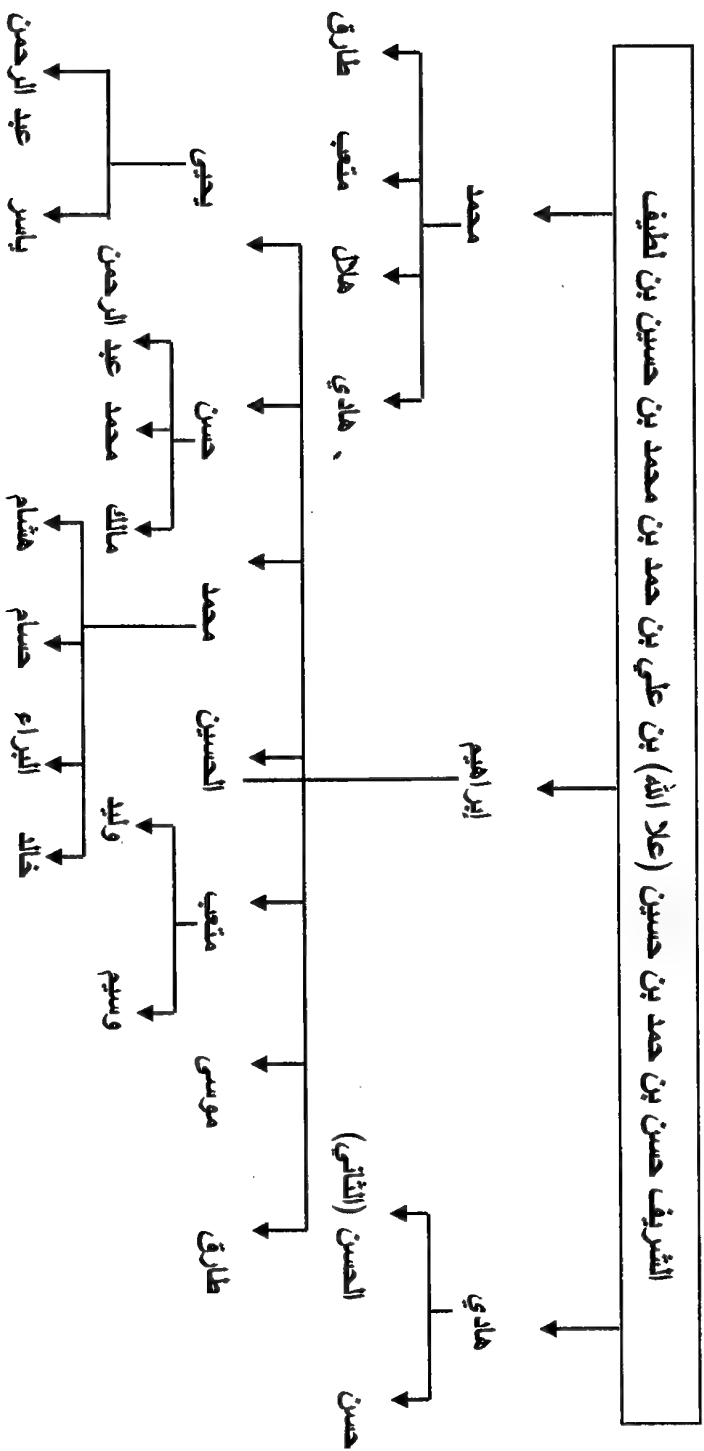 الشريف حسن بن حمد بن حسين (علا الله) بن علي بن حمد بن محمد بن حسين بن لطيف
هادي ابراهيم محمد
حسن الحسن (الثاني) هادي هلال متعب طارق
طارق موسى متعب الحسين محمد حسن يحيى
وسيم وليد مالك محمد عبد الرحمن
خالد البراء حسام هشام ياسر عبد الرحمن